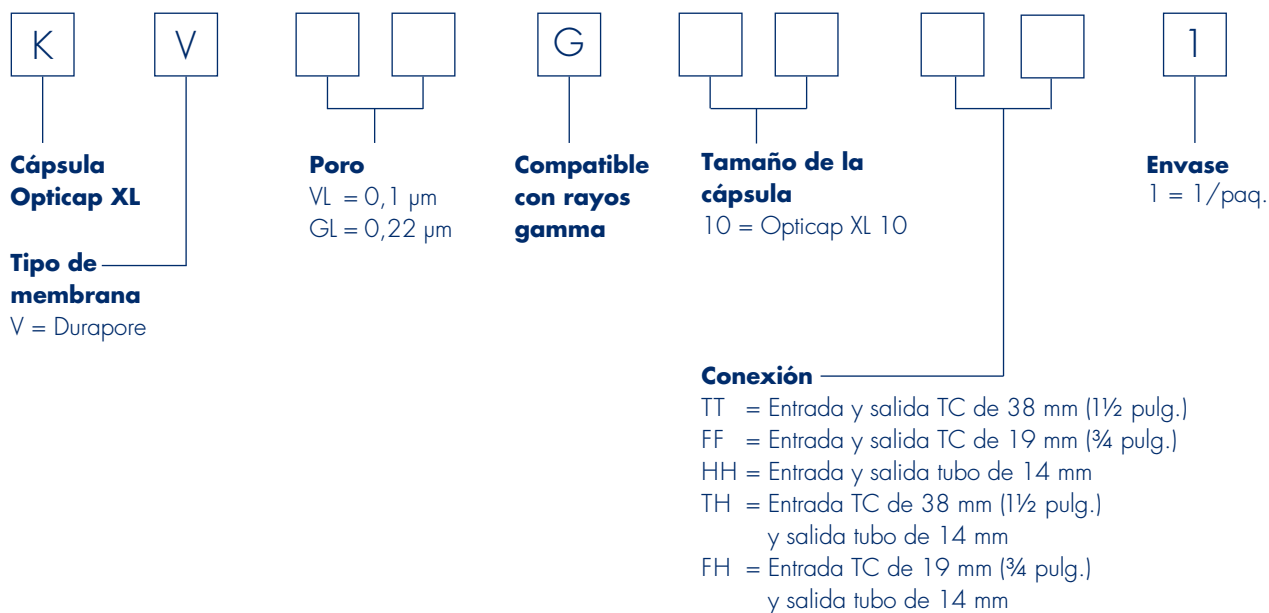 K V G 1
Cápsula
Opticap XL
Tipo de
membrana
V = Durapore
Poro
VL = 0,1 µm
GL = 0,22 µm
Compatible
con rayos
gamma
Tamaño de la
cápsula
10 = Opticap XL 10
Conexión
TT = Entrada y salida TC de 38 mm (1½ pulg.)
FF = Entrada y salida TC de 19 mm (¾ pulg.)
HH = Entrada y salida tubo de 14 mm
TH = Entrada TC de 38 mm (1½ pulg.)
y salida tubo de 14 mm
FH = Entrada TC de 19 mm (¾ pulg.)
y salida tubo de 14 mm
Envase
1 = 1/paq.